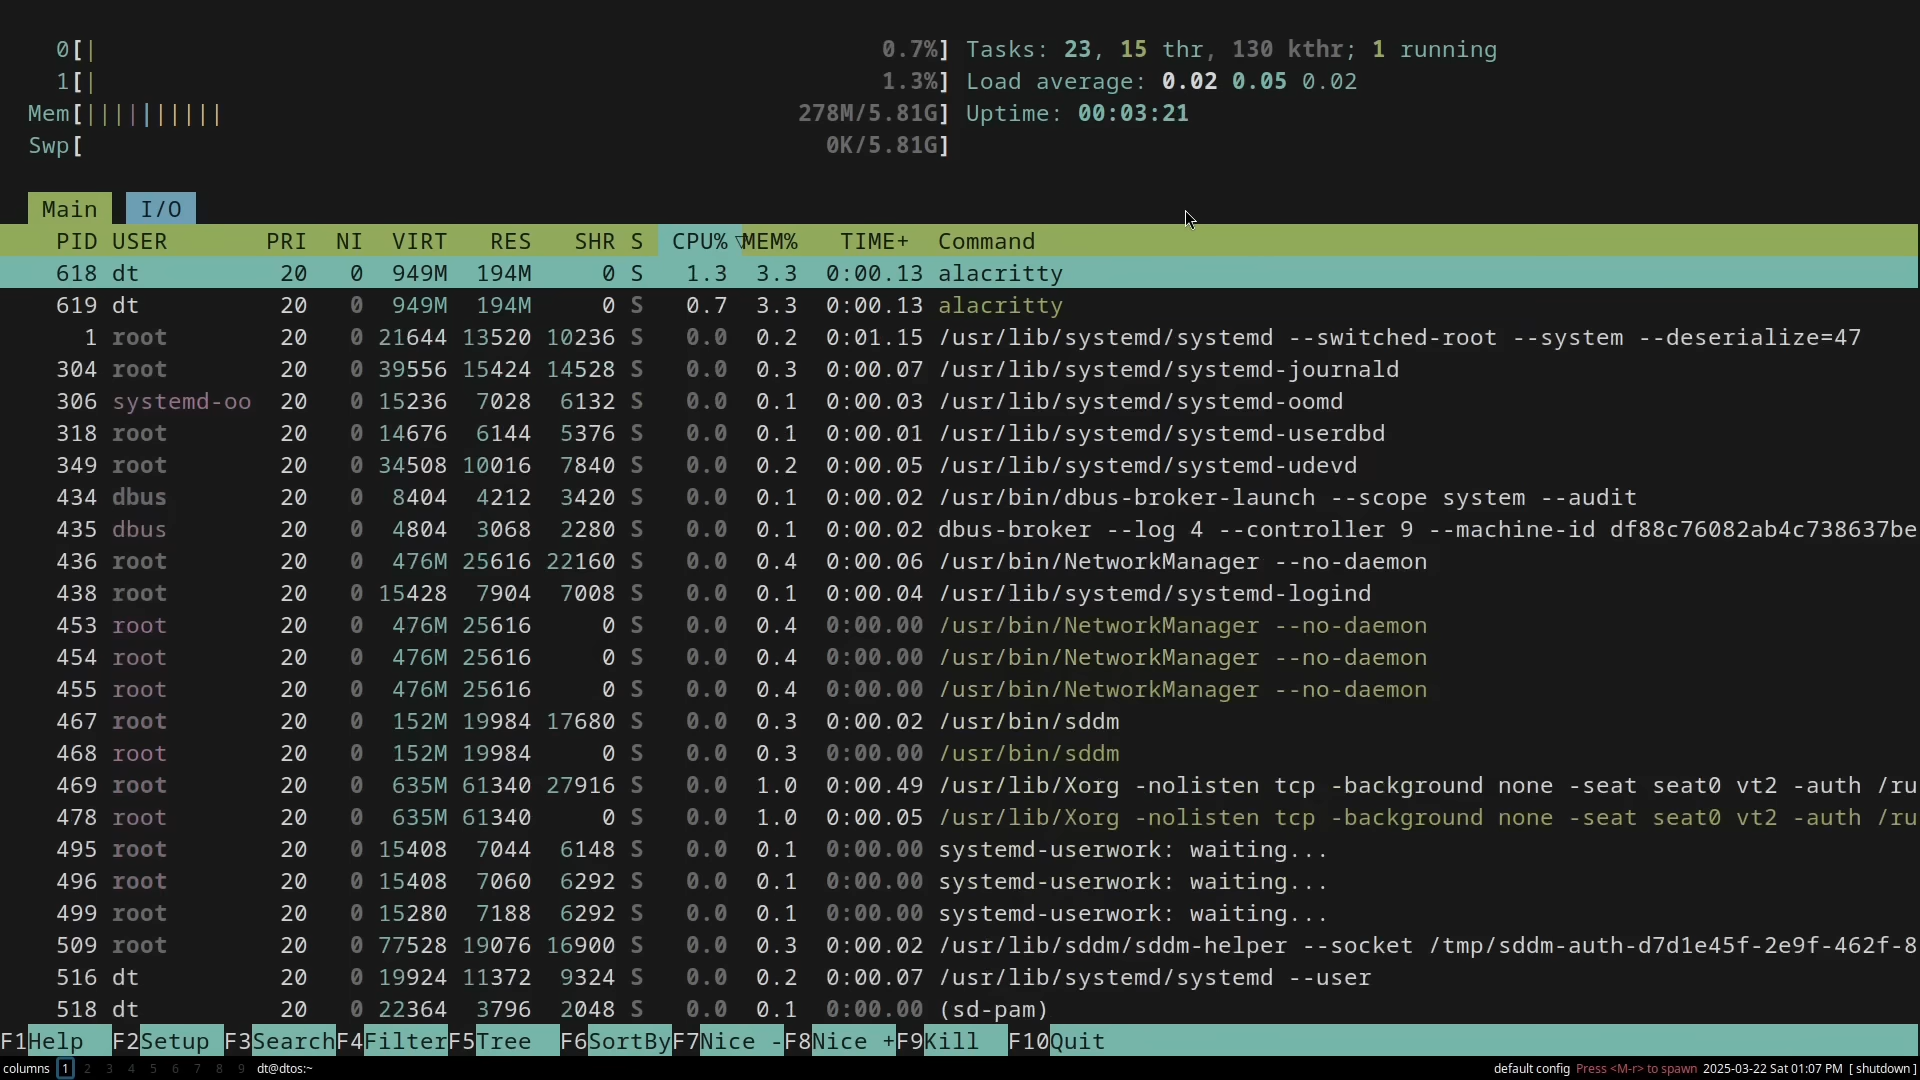 0[| 0.7%] Tasks: 23, 15 thr, 130 kthr; 1 running
1[| 1.3%] Load average: 0.02 0.05 0.02
Mem[|||||||||| 278M/5.81G] Uptime: 00:03:21
Swp[ 0K/5.81G]
Main I/O
PID USER PRI NI VIRT RES SHR S CPU%▽MEM% TIME+ Command
618 dt 20 0 949M 194M 0 S 1.3 3.3 0:00.13 alacritty
619 dt 20 0 949M 194M 0 S 0.7 3.3 0:00.13 alacritty
1 root 20 0 21644 13520 10236 S 0.0 0.2 0:01.15 /usr/lib/systemd/systemd --switched-root --system --deserialize=47
304 root 20 0 39556 15424 14528 S 0.0 0.3 0:00.07 /usr/lib/systemd/systemd-journald
306 systemd-oo 20 0 15236 7028 6132 S 0.0 0.1 0:00.03 /usr/lib/systemd/systemd-oomd
318 root 20 0 14676 6144 5376 S 0.0 0.1 0:00.01 /usr/lib/systemd/systemd-userdbd
349 root 20 0 34508 10016 7840 S 0.0 0.2 0:00.05 /usr/lib/systemd/systemd-udevd
434 dbus 20 0 8404 4212 3420 S 0.0 0.1 0:00.02 /usr/bin/dbus-broker-launch --scope system --audit
435 dbus 20 0 4804 3068 2280 S 0.0 0.1 0:00.02 dbus-broker --log 4 --controller 9 --machine-id df88c76082ab4c738637be
436 root 20 0 476M 25616 22160 S 0.0 0.4 0:00.06 /usr/bin/NetworkManager --no-daemon
438 root 20 0 15428 7904 7008 S 0.0 0.1 0:00.04 /usr/lib/systemd/systemd-logind
453 root 20 0 476M 25616 0 S 0.0 0.4 0:00.00 /usr/bin/NetworkManager --no-daemon
454 root 20 0 476M 25616 0 S 0.0 0.4 0:00.00 /usr/bin/NetworkManager --no-daemon
455 root 20 0 476M 25616 0 S 0.0 0.4 0:00.00 /usr/bin/NetworkManager --no-daemon
467 root 20 0 152M 19984 17680 S 0.0 0.3 0:00.02 /usr/bin/sddm
468 root 20 0 152M 19984 0 S 0.0 0.3 0:00.00 /usr/bin/sddm
469 root 20 0 635M 61340 27916 S 0.0 1.0 0:00.49 /usr/lib/Xorg -nolisten tcp -background none -seat seat0 vt2 -auth /ru
478 root 20 0 635M 61340 0 S 0.0 1.0 0:00.05 /usr/lib/Xorg -nolisten tcp -background none -seat seat0 vt2 -auth /ru
495 root 20 0 15408 7044 6148 S 0.0 0.1 0:00.00 systemd-userwork: waiting...
496 root 20 0 15408 7060 6292 S 0.0 0.1 0:00.00 systemd-userwork: waiting...
499 root 20 0 15280 7188 6292 S 0.0 0.1 0:00.00 systemd-userwork: waiting...
509 root 20 0 77528 19076 16900 S 0.0 0.3 0:00.02 /usr/lib/sddm/sddm-helper --socket /tmp/sddm-auth-d7d1e45f-2e9f-462f-8
516 dt 20 0 19924 11372 9324 S 0.0 0.2 0:00.07 /usr/lib/systemd/systemd --user
518 dt 20 0 22364 3796 2048 S 0.0 0.1 0:00.00 (sd-pam)
F1Help F2Setup F3Search F4Filter F5Tree F6SortBy F7Nice - F8Nice + F9Kill F10Quit
columns 1 2 3 4 5 6 7 8 9 dt@dtos:~ default config Press <M-r> to spawn 2025-03-22 Sat 01:07 PM [ shutdown ]